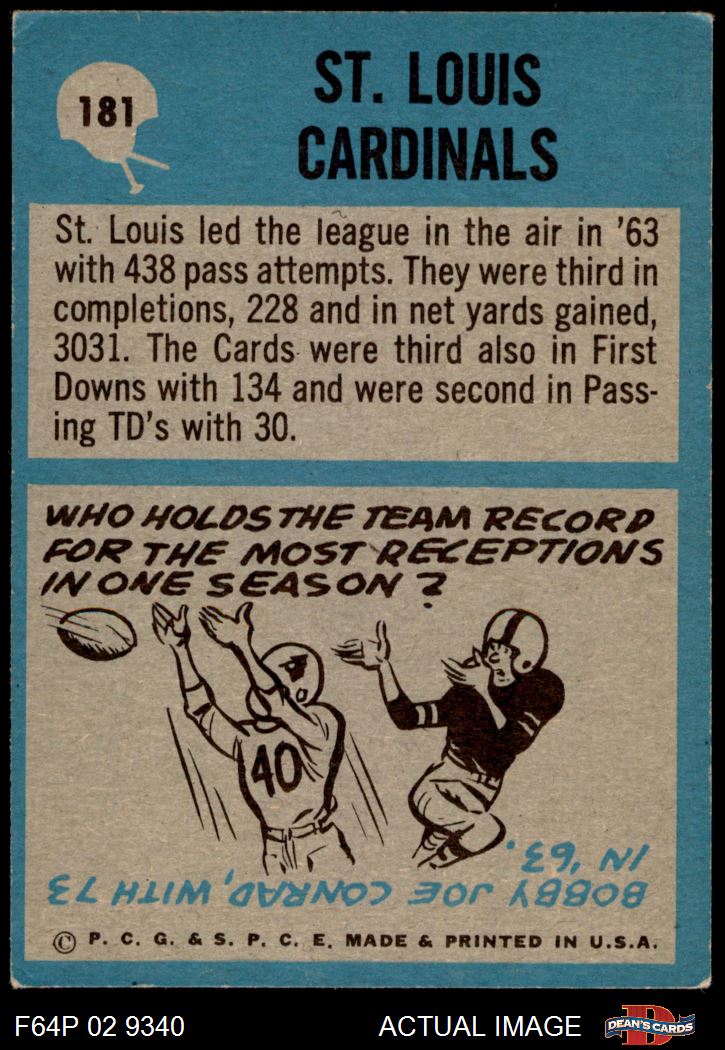 181
ST. LOUIS
CARDINALS
St. Louis led the league in the air in '63
with 438 pass attempts. They were third in
completions, 228 and in net yards gained,
3031. The Cards were third also in First
Downs with 134 and were second in Pass-
ing TD's with 30.
WHO HOLDS THE TEAM RECORD
FOR THE MOST RECEPTIONS
IN ONE SEASON?
40
BOBBY JOE CONRAD, WITH 73
IN '63.
© P. C. G. & S. P. C. E. MADE & PRINTED IN U.S.A.
F64P 02 9340
ACTUAL IMAGE
D
DEAN'S CARDS